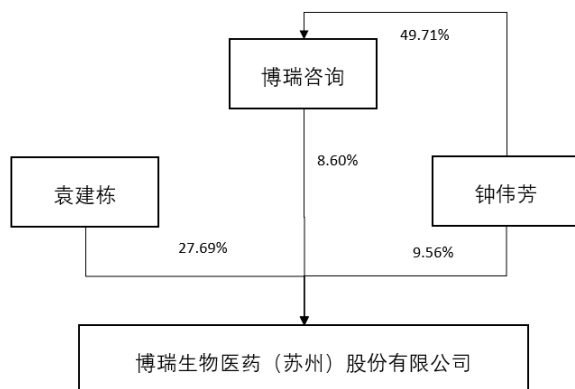 49.71%
博瑞咨询
8.60%
袁建栋
钟伟芳
27.69%
9.56%
博瑞生物医药（苏州）股份有限公司